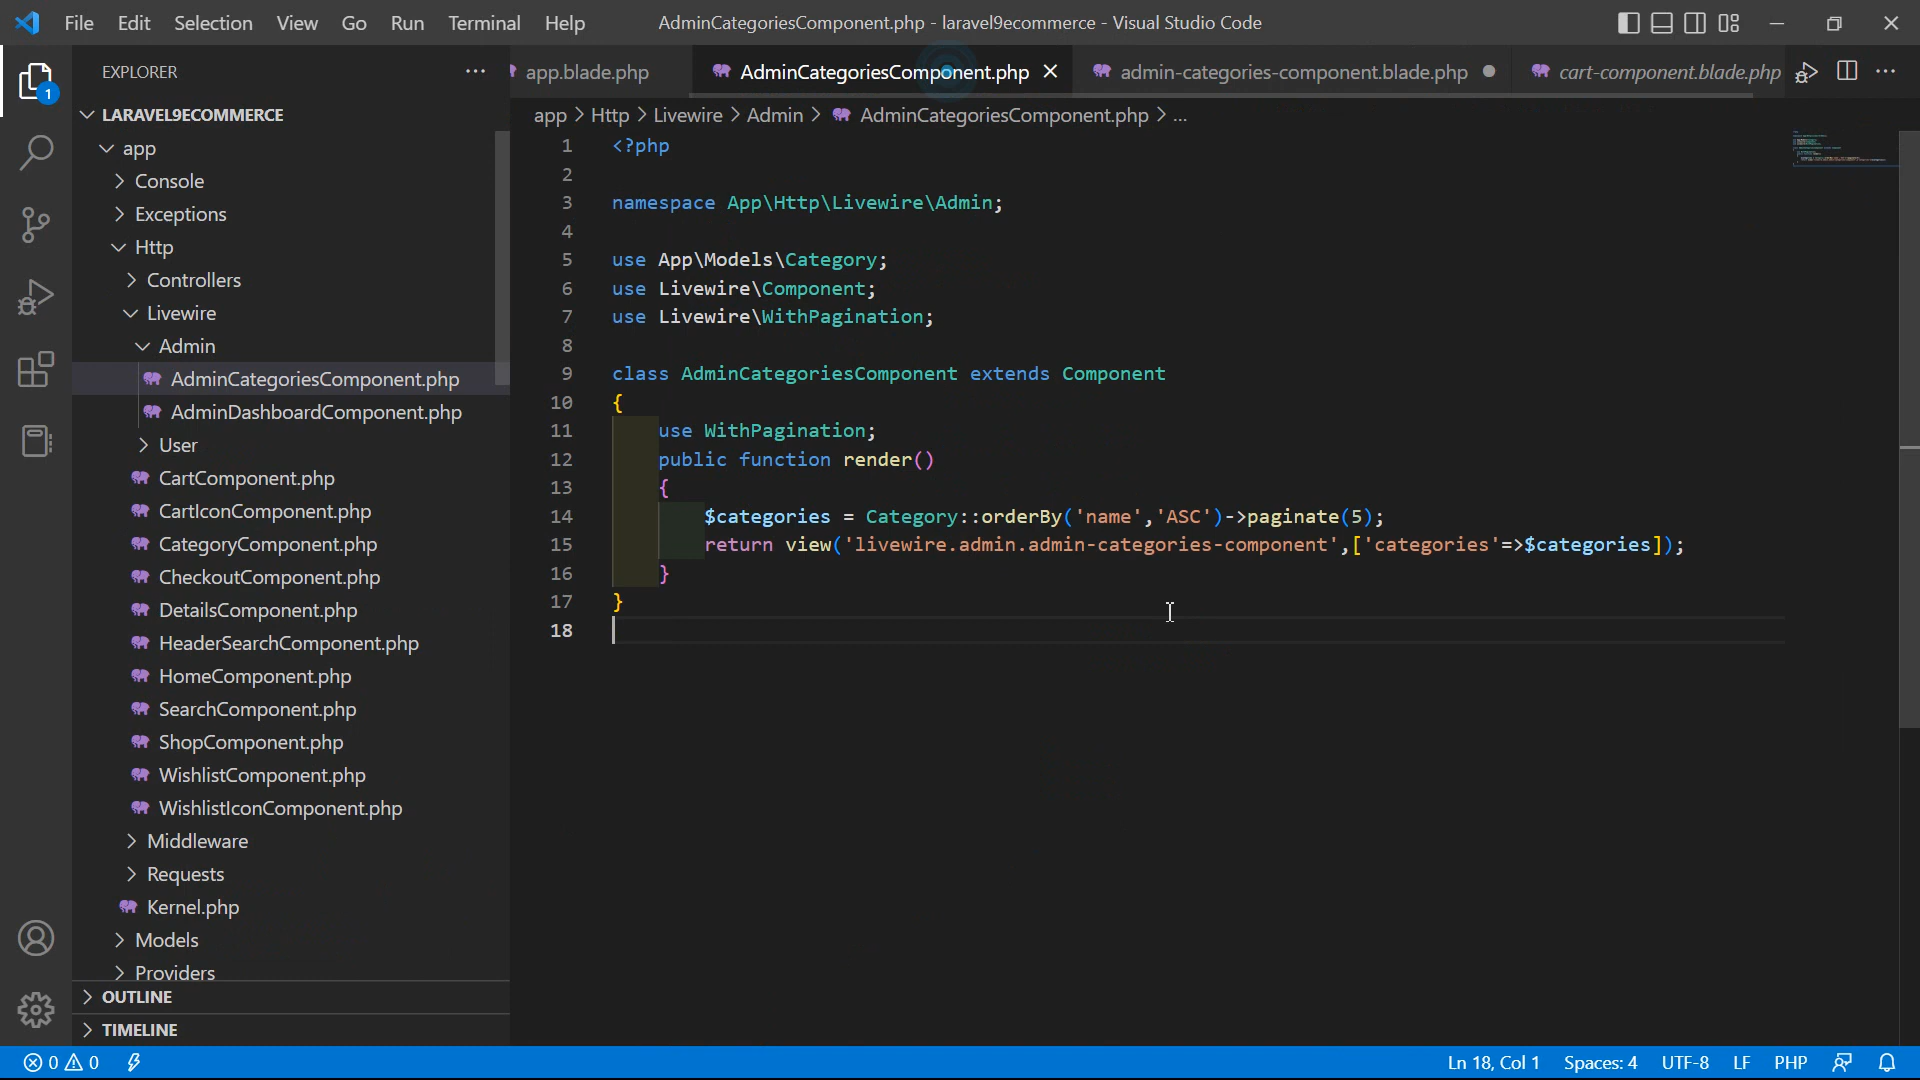 File Edit Selection View Go Run Terminal Help
AdminCategoriesComponent.php - laravel9ecommerce - Visual Studio Code
EXPLORER
app.blade.php
AdminCategoriesComponent.php
admin-categories-component.blade.php
cart-component.blade.php
1
LARAVEL9ECOMMERCE
app > Http > Livewire > Admin > AdminCategoriesComponent.php > ...
app
Console
Exceptions
Http
Controllers
Livewire
Admin
AdminCategoriesComponent.php
AdminDashboardComponent.php
User
CartComponent.php
CartIconComponent.php
CategoryComponent.php
CheckoutComponent.php
DetailsComponent.php
HeaderSearchComponent.php
HomeComponent.php
SearchComponent.php
ShopComponent.php
WishlistComponent.php
WishlistIconComponent.php
Middleware
Requests
Kernel.php
Models
Providers
OUTLINE
TIMELINE
1 <?php
2
3 namespace App\Http\Livewire\Admin;
4
5 use App\Models\Category;
6 use Livewire\Component;
7 use Livewire\WithPagination;
8
9 class AdminCategoriesComponent extends Component
10 {
11     use WithPagination;
12     public function render()
13     {
14         $categories = Category::orderBy('name','ASC')->paginate(5);
15         return view('livewire.admin.admin-categories-component',['categories'=>$categories]);
16     }
17 }
18
0 0
Ln 18, Col 1 Spaces: 4 UTF-8 LF PHP